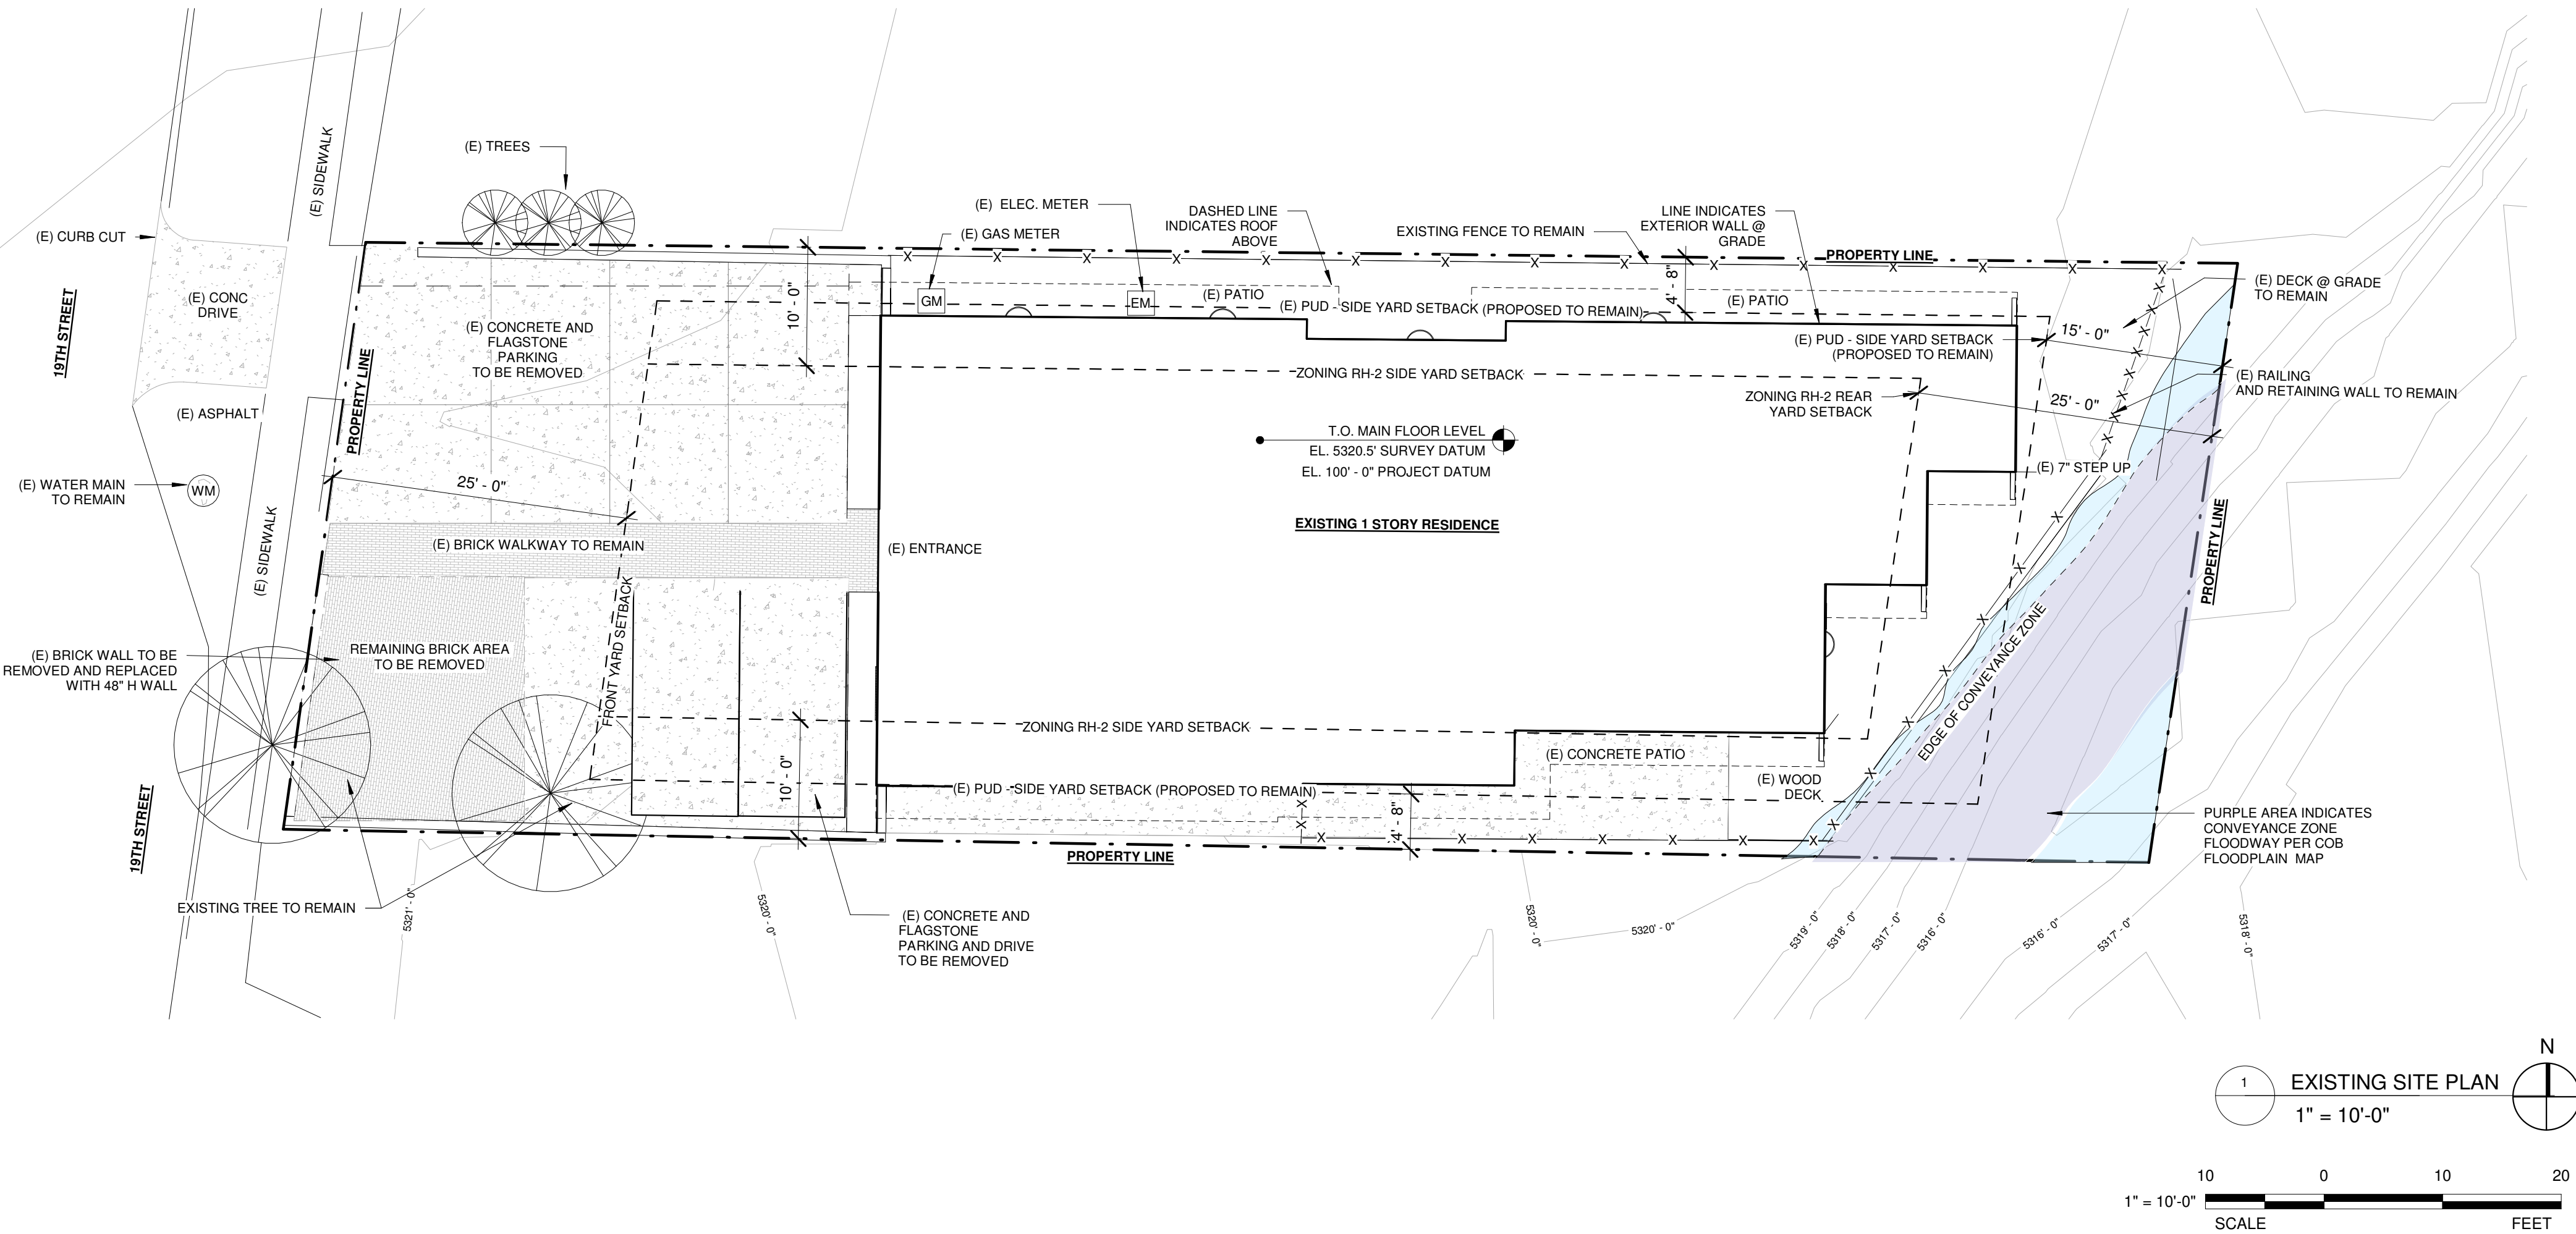 (E) SIDEWALK
(E) TREES
(E) CURB CUT
(E) ELEC. METER
(E) GAS METER
DASHED LINE
INDICATES ROOF
ABOVE
EXISTING FENCE TO REMAIN
LINE INDICATES
EXTERIOR WALL @
GRADE
PROPERTY LINE
(E) DECK @ GRADE
TO REMAIN
19TH STREET
(E) CONC
DRIVE
(E) CONCRETE AND
FLAGSTONE
PARKING
TO BE REMOVED
PROPERTY LINE
10' - 0"
GM
EM
(E) PATIO
(E) PUD - SIDE YARD SETBACK (PROPOSED TO REMAIN)
4' - 8"
(E) PATIO
(E) PUD - SIDE YARD SETBACK
(PROPOSED TO REMAIN)
15' - 0"
ZONING RH-2 SIDE YARD SETBACK
ZONING RH-2 REAR
YARD SETBACK
25' - 0"
(E) RAILING
AND RETAINING WALL TO REMAIN
(E) ASPHALT
T.O. MAIN FLOOR LEVEL
EL. 5320.5' SURVEY DATUM
EL. 100' - 0" PROJECT DATUM
(E) 7" STEP UP
(E) WATER MAIN
TO REMAIN
WM
25' - 0"
EXISTING 1 STORY RESIDENCE
PROPERTY LINE
(E) SIDEWALK
(E) BRICK WALKWAY TO REMAIN
(E) ENTRANCE
FRONT YARD SETBACK
(E) BRICK WALL TO BE
REMOVED AND REPLACED
WITH 48" H WALL
REMAINING BRICK AREA
TO BE REMOVED
EDGE OF CONVEYANCE ZONE
ZONING RH-2 SIDE YARD SETBACK
(E) CONCRETE PATIO
(E) WOOD
DECK
10' - 0"
(E) PUD - SIDE YARD SETBACK (PROPOSED TO REMAIN)
4' - 8"
19TH STREET
PURPLE AREA INDICATES
CONVEYANCE ZONE
FLOODWAY PER COB
FLOODPLAIN MAP
PROPERTY LINE
EXISTING TREE TO REMAIN
5321' - 0"
5320' - 0"
(E) CONCRETE AND
FLAGSTONE
PARKING AND DRIVE
TO BE REMOVED
5320' - 0"
5320' - 0"
5319' - 0"
5318' - 0"
5317' - 0"
5316' - 0"
5316' - 0"
5317' - 0"
5318' - 0"
N
1
EXISTING SITE PLAN
1" = 10'-0"
10 0 10 20
1" = 10'-0"
SCALE FEET